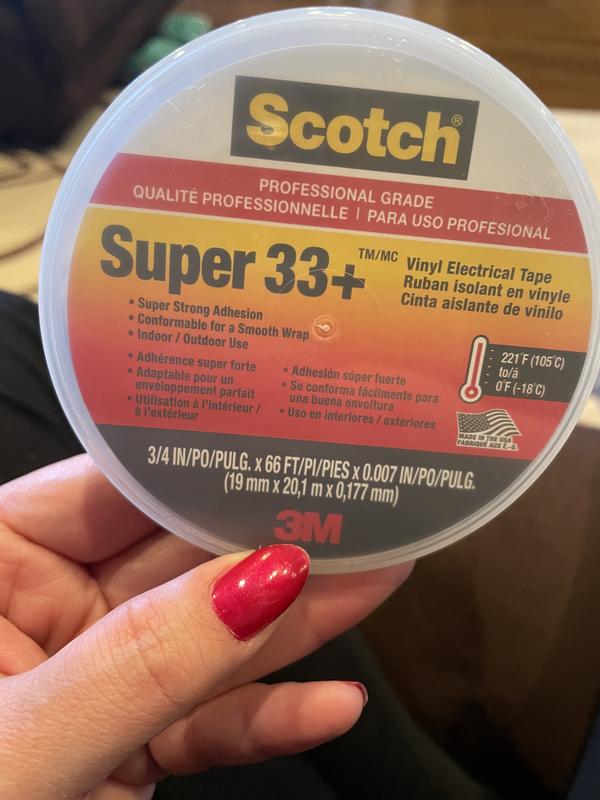 Scotch®
PROFESSIONAL GRADE
QUALITÉ PROFESSIONNELLE | PARA USO PROFESIONAL
Super 33+ TM/MC
Vinyl Electrical Tape
Ruban isolant en vinyle
Cinta aislante de vinilo
• Super Strong Adhesion
• Conformable for a Smooth Wrap
• Indoor / Outdoor Use
• Adhérence super forte
• Adaptable pour un
enveloppement parfait
• Utilisation à l'intérieur /
à l'extérieur
• Adhesión súper fuerte
• Se conforma fácilmente para
una buena envoltura
• Uso en interiores / exteriores
221°F (105°C)
to/á
0°F (-18°C)
MADE IN THE USA
FABRIQUÉ AUX É.-U.
3/4 IN/PO/PULG. x 66 FT/PI/PIES x 0.007 IN/PO/PULG.
(19 mm x 20,1 m x 0,177 mm)
3M